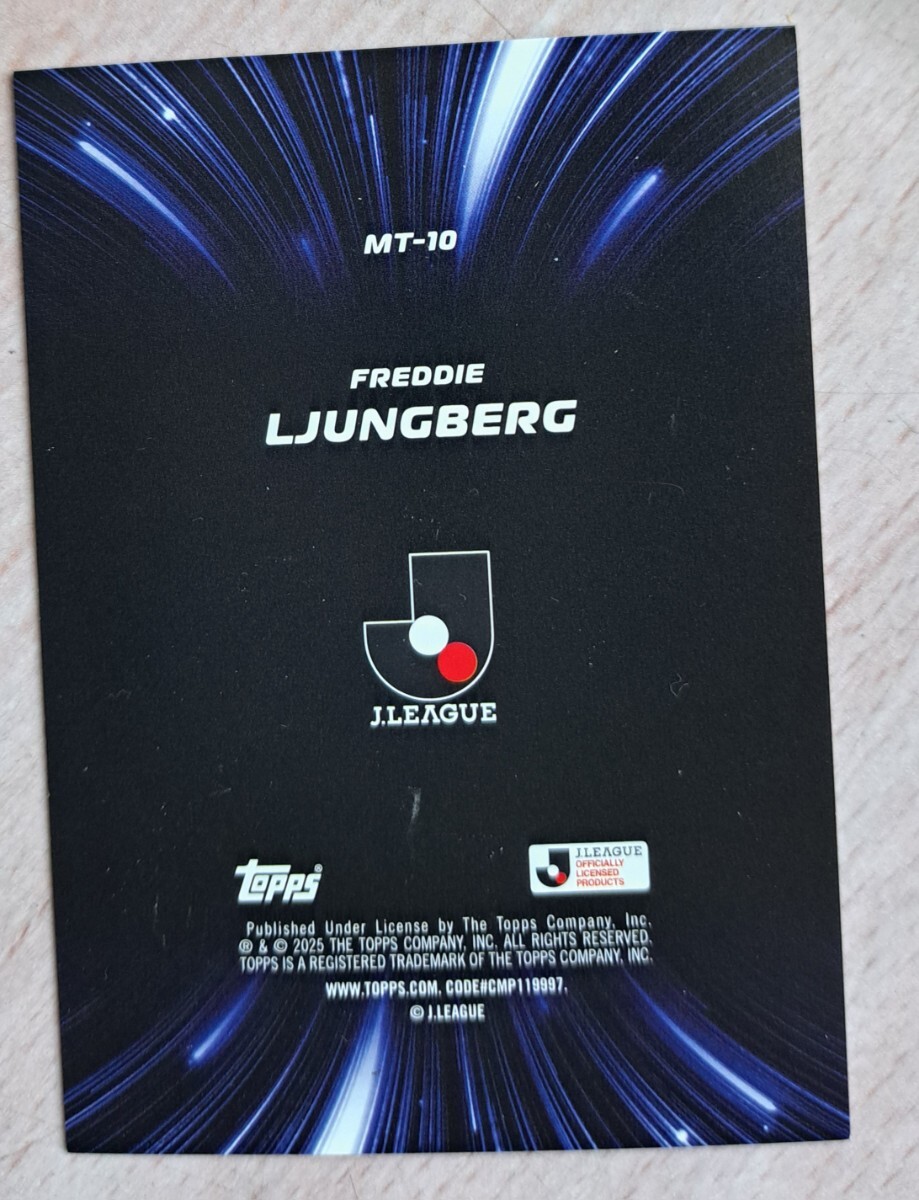 MT-10
FREDDIE
LJUNGBERG
J.LEAGUE
topps®
J.LEAGUE
OFFICIALLY
LICENSED
PRODUCTS
Published Under License by The Topps Company, Inc.
® & © 2025 THE TOPPS COMPANY, INC. ALL RIGHTS RESERVED.
TOPPS IS A REGISTERED TRADEMARK OF THE TOPPS COMPANY, INC.
WWW.TOPPS.COM. CODE#CMP119997.
© J.LEAGUE